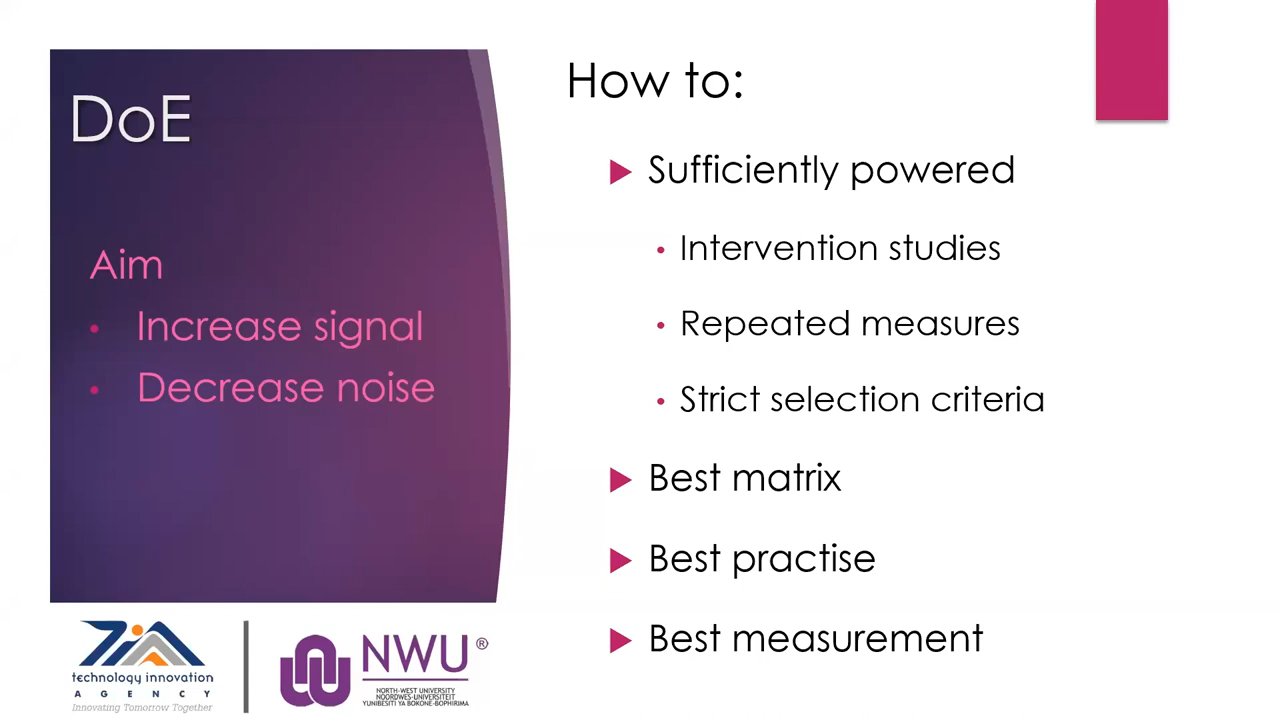 DoE
Aim
• Increase signal
• Decrease noise
How to:
Sufficiently powered
• Intervention studies
• Repeated measures
• Strict selection criteria
Best matrix
Best practise
Best measurement
technology innovation
AGENCY
Innovating Tomorrow Together
NWU®
NORTH-WEST UNIVERSITY
NOORDWES-UNIVERSITEIT
YUNIBESITI YA BOKONE-BOPHIRIMA